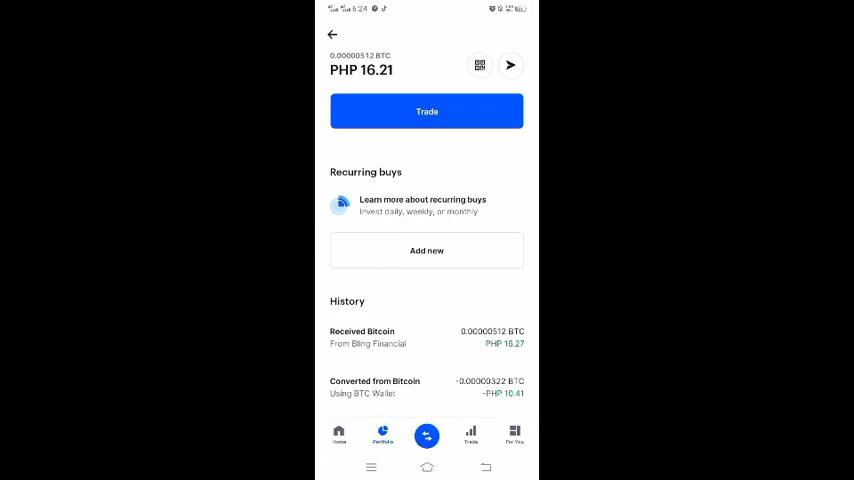 6:24
0.00000512 BTC
PHP 16.21
Trade
Recurring buys
Learn more about recurring buys
Invest daily, weekly, or monthly
Add new
History
Received Bitcoin 0.00000512 BTC
From Bling Financial PHP 16.27
Converted from Bitcoin -0.00000322 BTC
Using BTC Wallet -PHP 10.41
Home Portfolio Trade For You